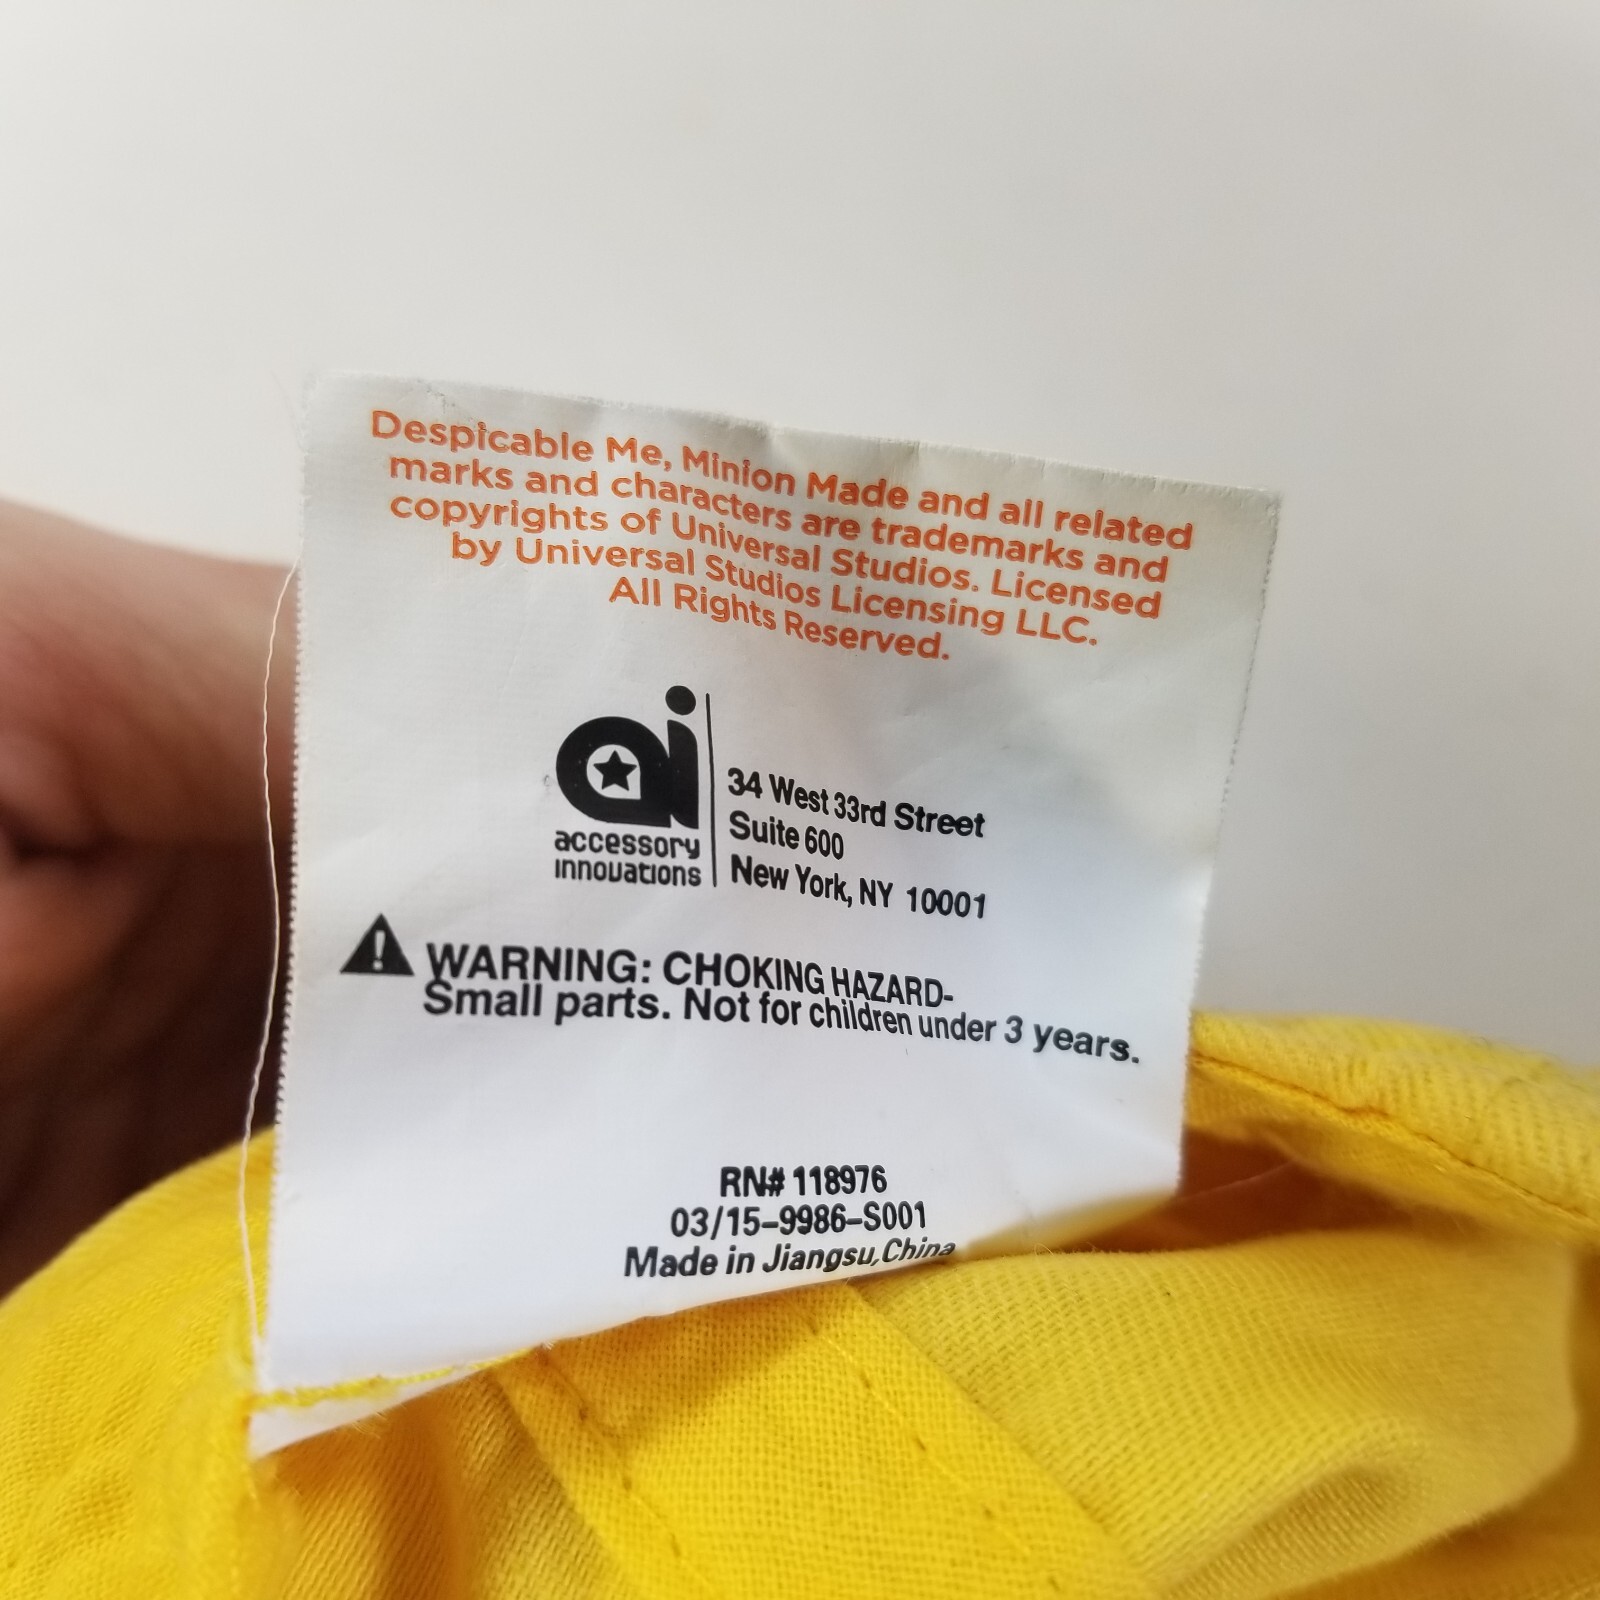 Despicable Me, Minion Made and all related
marks and characters are trademarks and
copyrights of Universal Studios. Licensed
by Universal Studios Licensing LLC.
All Rights Reserved.
ai
accessory
innovations
34 West 33rd Street
Suite 600
New York, NY 10001
WARNING: CHOKING HAZARD-
Small parts. Not for children under 3 years.
RN# 118976
03/15-9986-S001
Made in Jiangsu,China